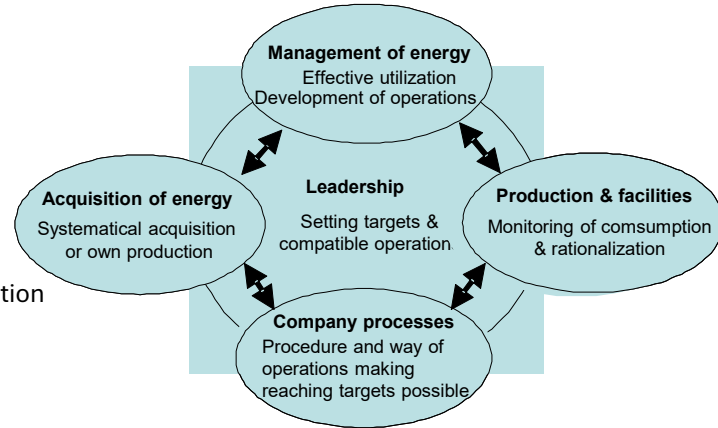 Management of energy
Effective utilization
Development of operations
Acquisition of energy
Systematical acquisition
or own production
Leadership
Setting targets &
compatible operation
Production & facilities
Monitoring of comsumption
& rationalization
tion
Company processes
Procedure and way of
operations making
reaching targets possible